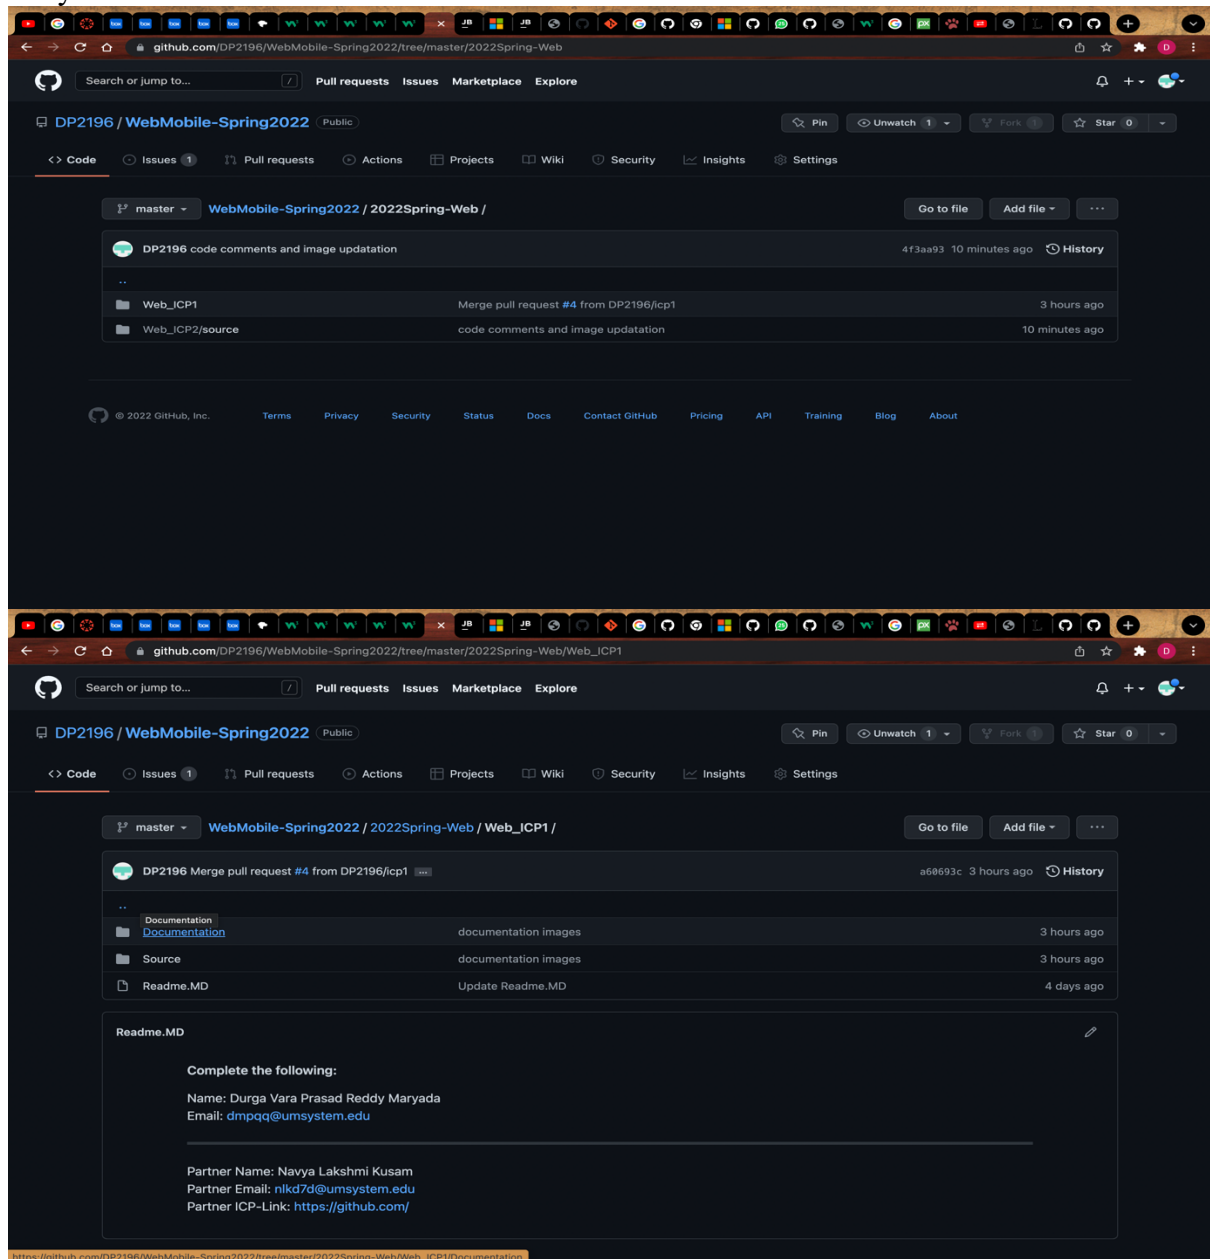 github.com/DP2196/WebMobile-Spring2022/tree/master/2022Spring-Web
Search or jump to... / Pull requests Issues Marketplace Explore
DP2196 / WebMobile-Spring2022 Public Pin Unwatch 1 Fork 1 Star 0
<> Code Issues 1 Pull requests Actions Projects Wiki Security Insights Settings
master WebMobile-Spring2022 / 2022Spring-Web / Go to file Add file ...
DP2196 code comments and image updatation 4f3aa93 10 minutes ago History
..
Web_ICP1 Merge pull request #4 from DP2196/icp1 3 hours ago
Web_ICP2/source code comments and image updatation 10 minutes ago
© 2022 GitHub, Inc. Terms Privacy Security Status Docs Contact GitHub Pricing API Training Blog About
github.com/DP2196/WebMobile-Spring2022/tree/master/2022Spring-Web/Web_ICP1
Search or jump to... / Pull requests Issues Marketplace Explore
DP2196 / WebMobile-Spring2022 Public Pin Unwatch 1 Fork 1 Star 0
<> Code Issues 1 Pull requests Actions Projects Wiki Security Insights Settings
master WebMobile-Spring2022 / 2022Spring-Web / Web_ICP1 / Go to file Add file ...
DP2196 Merge pull request #4 from DP2196/icp1 ... a60693c 3 hours ago History
..
Documentation
Documentation documentation images 3 hours ago
Source documentation images 3 hours ago
Readme.MD Update Readme.MD 4 days ago
Readme.MD
Complete the following:
Name: Durga Vara Prasad Reddy Maryada
Email: dmpqq@umsystem.edu
Partner Name: Navya Lakshmi Kusam
Partner Email: nlkd7d@umsystem.edu
Partner ICP-Link: https://github.com/
https://github.com/DP2196/WebMobile-Spring2022/tree/master/2022Spring-Web/Web_ICP1/Documentation